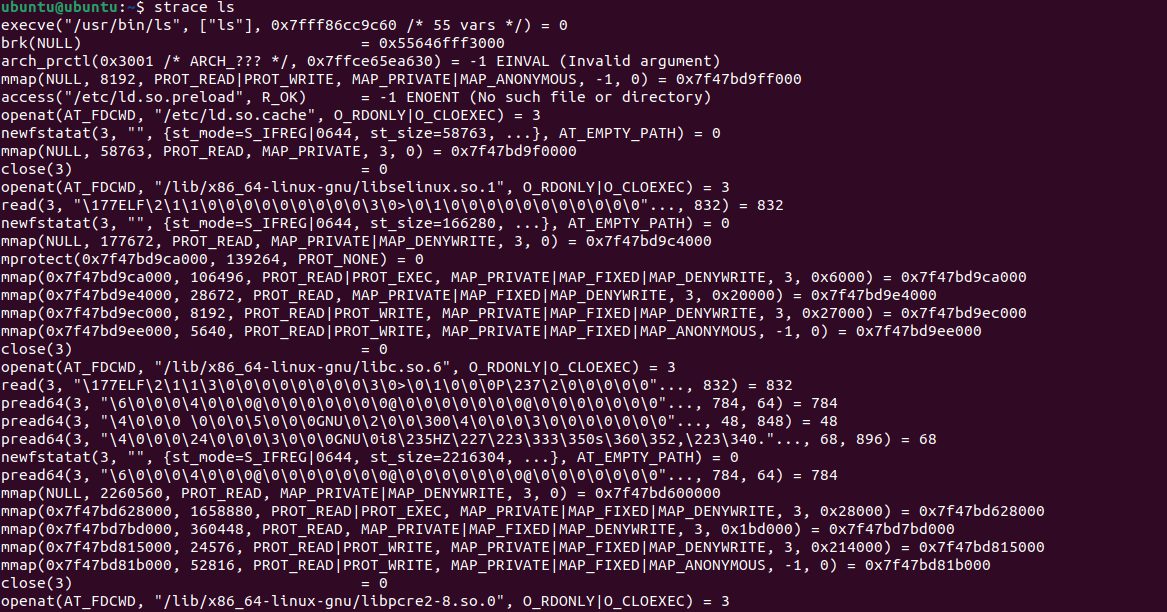 ubuntu@ubuntu:~$ strace ls
execve("/usr/bin/ls", ["ls"], 0x7fff86cc9c60 /* 55 vars */) = 0
brk(NULL)                               = 0x55646fff3000
arch_prctl(0x3001 /* ARCH_??? */, 0x7ffce65ea630) = -1 EINVAL (Invalid argument)
mmap(NULL, 8192, PROT_READ|PROT_WRITE, MAP_PRIVATE|MAP_ANONYMOUS, -1, 0) = 0x7f47bd9ff000
access("/etc/ld.so.preload", R_OK)      = -1 ENOENT (No such file or directory)
openat(AT_FDCWD, "/etc/ld.so.cache", O_RDONLY|O_CLOEXEC) = 3
newfstatat(3, "", {st_mode=S_IFREG|0644, st_size=58763, ...}, AT_EMPTY_PATH) = 0
mmap(NULL, 58763, PROT_READ, MAP_PRIVATE, 3, 0) = 0x7f47bd9f0000
close(3)                                = 0
openat(AT_FDCWD, "/lib/x86_64-linux-gnu/libselinux.so.1", O_RDONLY|O_CLOEXEC) = 3
read(3, "\177ELF\2\1\1\0\0\0\0\0\0\0\0\0\3\0>\0\1\0\0\0\0\0\0\0\0\0\0\0"..., 832) = 832
newfstatat(3, "", {st_mode=S_IFREG|0644, st_size=166280, ...}, AT_EMPTY_PATH) = 0
mmap(NULL, 177672, PROT_READ, MAP_PRIVATE|MAP_DENYWRITE, 3, 0) = 0x7f47bd9c4000
mprotect(0x7f47bd9ca000, 139264, PROT_NONE) = 0
mmap(0x7f47bd9ca000, 106496, PROT_READ|PROT_EXEC, MAP_PRIVATE|MAP_FIXED|MAP_DENYWRITE, 3, 0x6000) = 0x7f47bd9ca000
mmap(0x7f47bd9e4000, 28672, PROT_READ, MAP_PRIVATE|MAP_FIXED|MAP_DENYWRITE, 3, 0x20000) = 0x7f47bd9e4000
mmap(0x7f47bd9ec000, 8192, PROT_READ|PROT_WRITE, MAP_PRIVATE|MAP_FIXED|MAP_DENYWRITE, 3, 0x27000) = 0x7f47bd9ec000
mmap(0x7f47bd9ee000, 5640, PROT_READ|PROT_WRITE, MAP_PRIVATE|MAP_FIXED|MAP_ANONYMOUS, -1, 0) = 0x7f47bd9ee000
close(3)                                = 0
openat(AT_FDCWD, "/lib/x86_64-linux-gnu/libc.so.6", O_RDONLY|O_CLOEXEC) = 3
read(3, "\177ELF\2\1\1\3\0\0\0\0\0\0\0\0\3\0>\0\1\0\0\0P\237\2\0\0\0\0\0"..., 832) = 832
pread64(3, "\6\0\0\0\4\0\0\0@\0\0\0\0\0\0\0@\0\0\0\0\0\0\0@\0\0\0\0\0\0\0"..., 784, 64) = 784
pread64(3, "\4\0\0\0 \0\0\0\5\0\0\0GNU\0\2\0\0\300\4\0\0\0\3\0\0\0\0\0\0\0"..., 48, 848) = 48
pread64(3, "\4\0\0\0\24\0\0\0\3\0\0\0GNU\0i8\235HZ\227\223\333\350s\360\352,\223\340."..., 68, 896) = 68
newfstatat(3, "", {st_mode=S_IFREG|0644, st_size=2216304, ...}, AT_EMPTY_PATH) = 0
pread64(3, "\6\0\0\0\4\0\0\0@\0\0\0\0\0\0\0@\0\0\0\0\0\0\0@\0\0\0\0\0\0\0"..., 784, 64) = 784
mmap(NULL, 2260560, PROT_READ, MAP_PRIVATE|MAP_DENYWRITE, 3, 0) = 0x7f47bd600000
mmap(0x7f47bd628000, 1658880, PROT_READ|PROT_EXEC, MAP_PRIVATE|MAP_FIXED|MAP_DENYWRITE, 3, 0x28000) = 0x7f47bd628000
mmap(0x7f47bd7bd000, 360448, PROT_READ, MAP_PRIVATE|MAP_FIXED|MAP_DENYWRITE, 3, 0x1bd000) = 0x7f47bd7bd000
mmap(0x7f47bd815000, 24576, PROT_READ|PROT_WRITE, MAP_PRIVATE|MAP_FIXED|MAP_DENYWRITE, 3, 0x214000) = 0x7f47bd815000
mmap(0x7f47bd81b000, 52816, PROT_READ|PROT_WRITE, MAP_PRIVATE|MAP_FIXED|MAP_ANONYMOUS, -1, 0) = 0x7f47bd81b000
close(3)                                = 0
openat(AT_FDCWD, "/lib/x86_64-linux-gnu/libpcre2-8.so.0", O_RDONLY|O_CLOEXEC) = 3